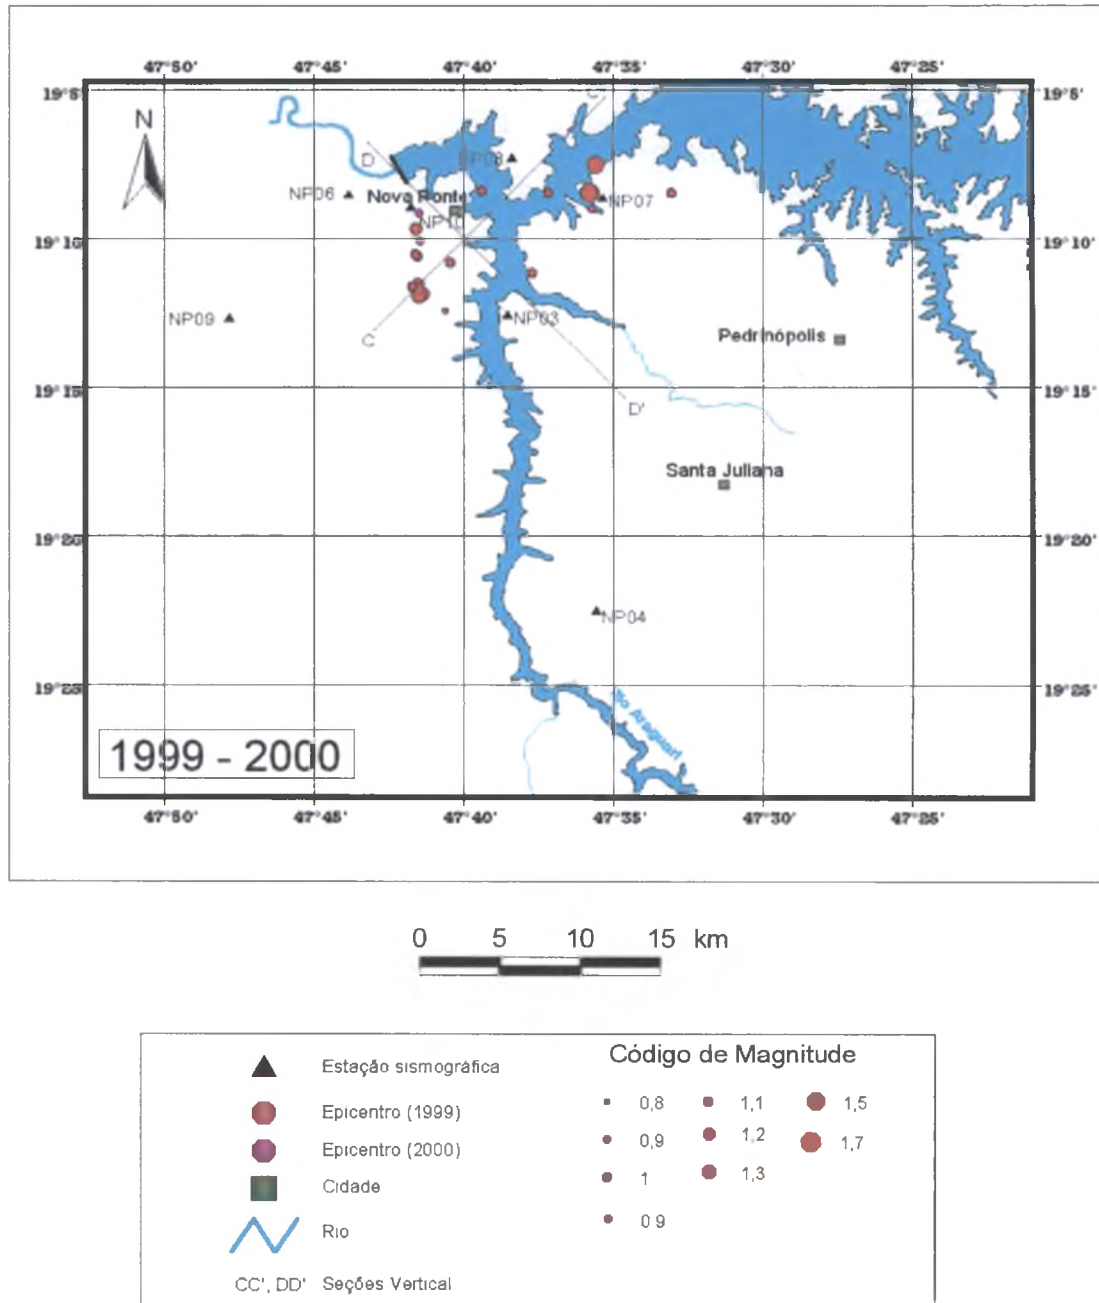 47°50' 47°45' 47°40' 47°35' 47°30' 47°25'
19°5' 19°5'
N
C'
D
NP08
NP06 Nova Ponte NP07
NP10
19°10' 19°10'
NP09 NP03
C
Pedrinópolis
19°15' 19°15'
D'
Santa Juliana
19°20' 19°20'
NP04
19°25' 19°25'
Rio Araguari
1999 - 2000
47°50' 47°45' 47°40' 47°35' 47°30' 47°25'
0 5 10 15 km
Estação sismográfica
Epicentro (1999)
Epicentro (2000)
Cidade
Rio
CC', DD' Seções Vertical
Código de Magnitude
0,8 1,1 1,5
0,9 1,2 1,7
1 1,3
0 9